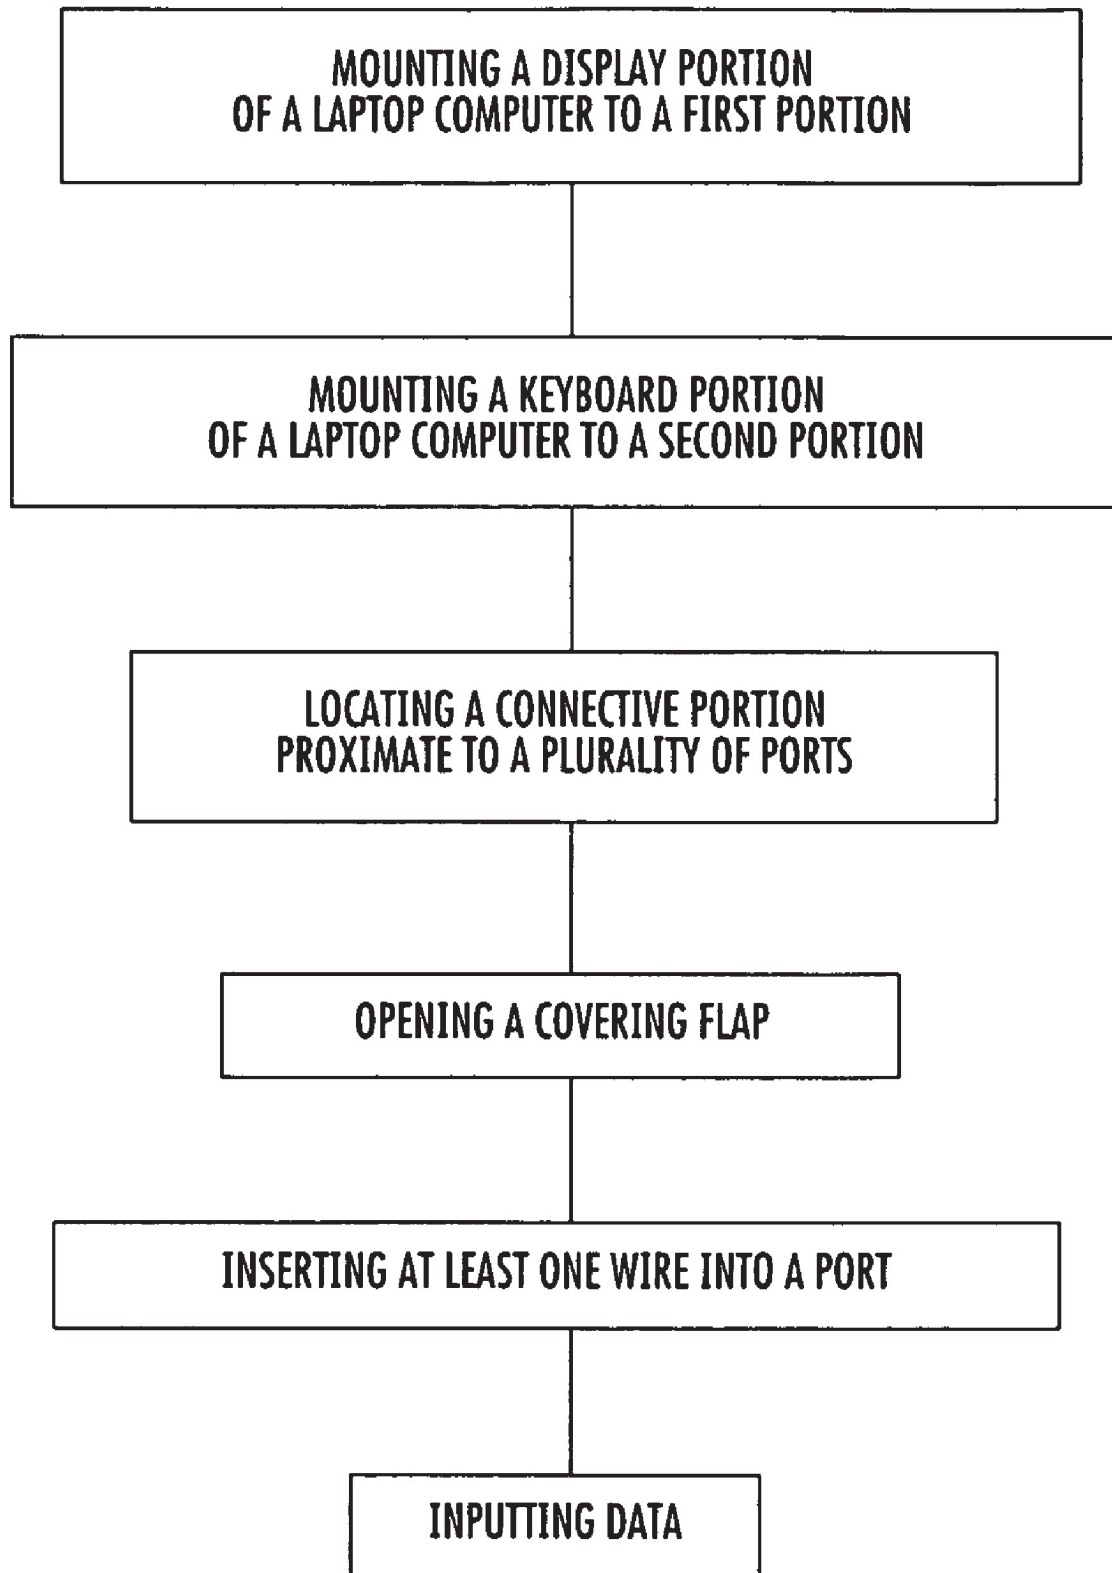 MOUNTING A DISPLAY PORTION
OF A LAPTOP COMPUTER TO A FIRST PORTION
MOUNTING A KEYBOARD PORTION
OF A LAPTOP COMPUTER TO A SECOND PORTION
LOCATING A CONNECTIVE PORTION
PROXIMATE TO A PLURALITY OF PORTS
OPENING A COVERING FLAP
INSERTING AT LEAST ONE WIRE INTO A PORT
INPUTTING DATA